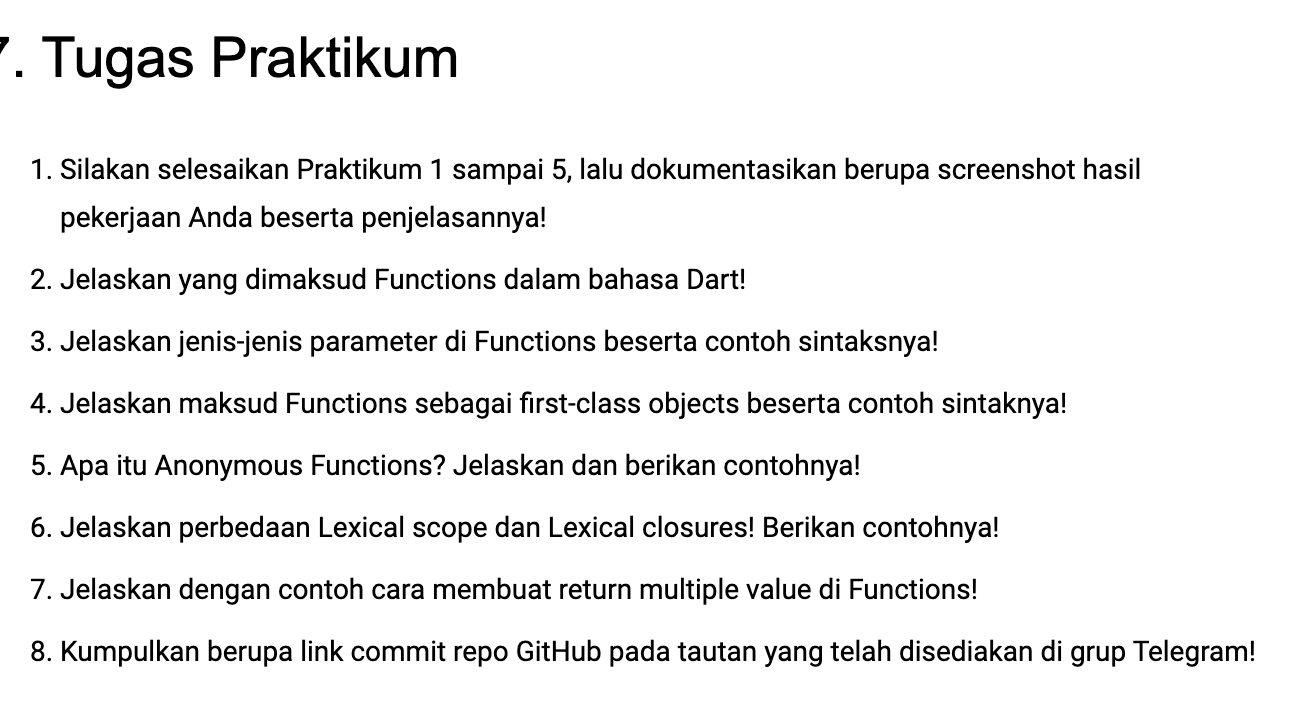 7. Tugas Praktikum
1. Silakan selesaikan Praktikum 1 sampai 5, lalu dokumentasikan berupa screenshot hasil
pekerjaan Anda beserta penjelasannya!
2. Jelaskan yang dimaksud Functions dalam bahasa Dart!
3. Jelaskan jenis-jenis parameter di Functions beserta contoh sintaksnya!
4. Jelaskan maksud Functions sebagai first-class objects beserta contoh sintaknya!
5. Apa itu Anonymous Functions? Jelaskan dan berikan contohnya!
6. Jelaskan perbedaan Lexical scope dan Lexical closures! Berikan contohnya!
7. Jelaskan dengan contoh cara membuat return multiple value di Functions!
8. Kumpulkan berupa link commit repo GitHub pada tautan yang telah disediakan di grup Telegram!